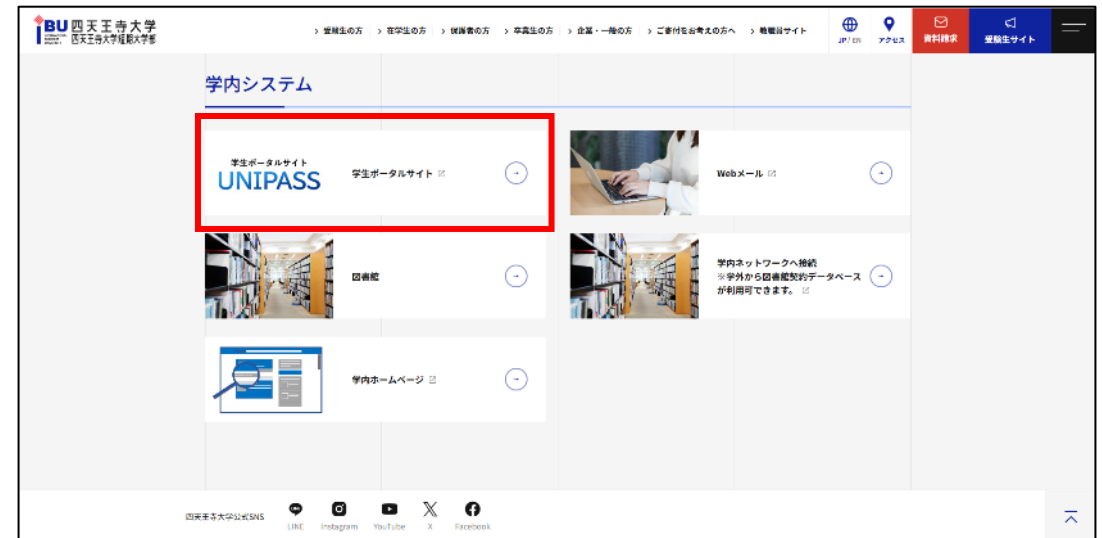 BU 四天王寺大学
四天王寺大学短期大学部
受験生の方
在学生の方
保護者の方
卒業生の方
企業・一般の方
ご寄付をお考えの方へ
教職員サイト
JP / EN
アクセス
資料請求
受験生サイト
学内システム
学生ポータルサイト
UNIPASS
学生ポータルサイト
Webメール
図書館
学内ネットワークへ接続
※学外から図書館契約データベース
が利用可できます。
学内ホームページ
四天王寺大学公式SNS
LINE
Instagram
YouTube
X
Facebook